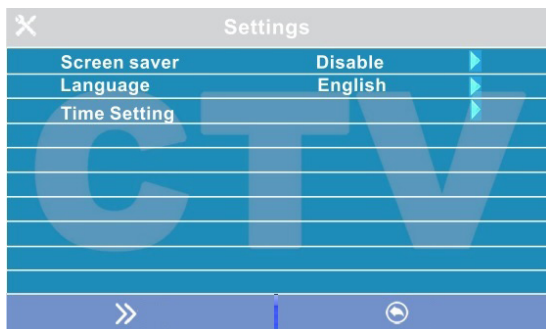 Settings
Screen saver Disable
Language English
Time Setting
CTV